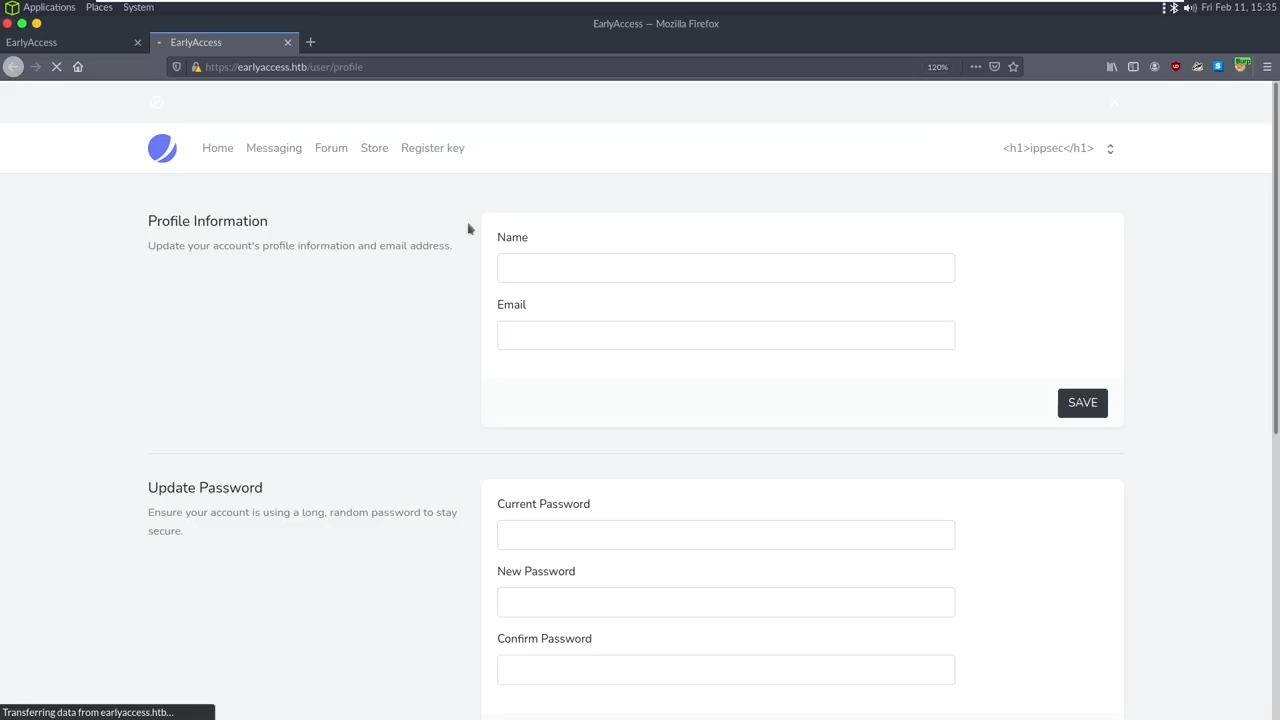 Applications Places System Fri Feb 11, 15:35
EarlyAccess — Mozilla Firefox
EarlyAccess EarlyAccess
https://earlyaccess.htb/user/profile 120%
Home Messaging Forum Store Register key <h1>ippsec</h1>
Profile Information
Update your account's profile information and email address.
Name
Email
SAVE
Update Password
Ensure your account is using a long, random password to stay
secure.
Current Password
New Password
Confirm Password
Transferring data from earlyaccess.htb...